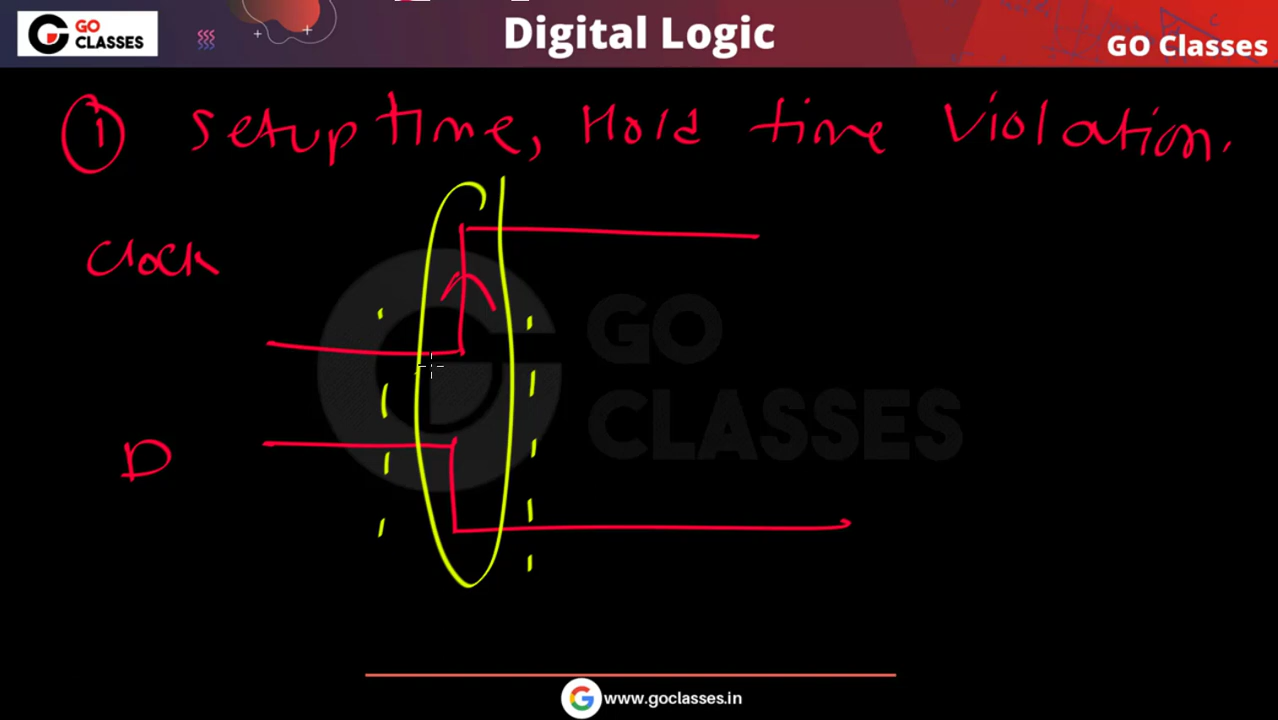 GO
CLASSES
Digital Logic
GO Classes
① Setup time, Hold time Violation.
Clock
GO
CLASSES
D
www.goclasses.in